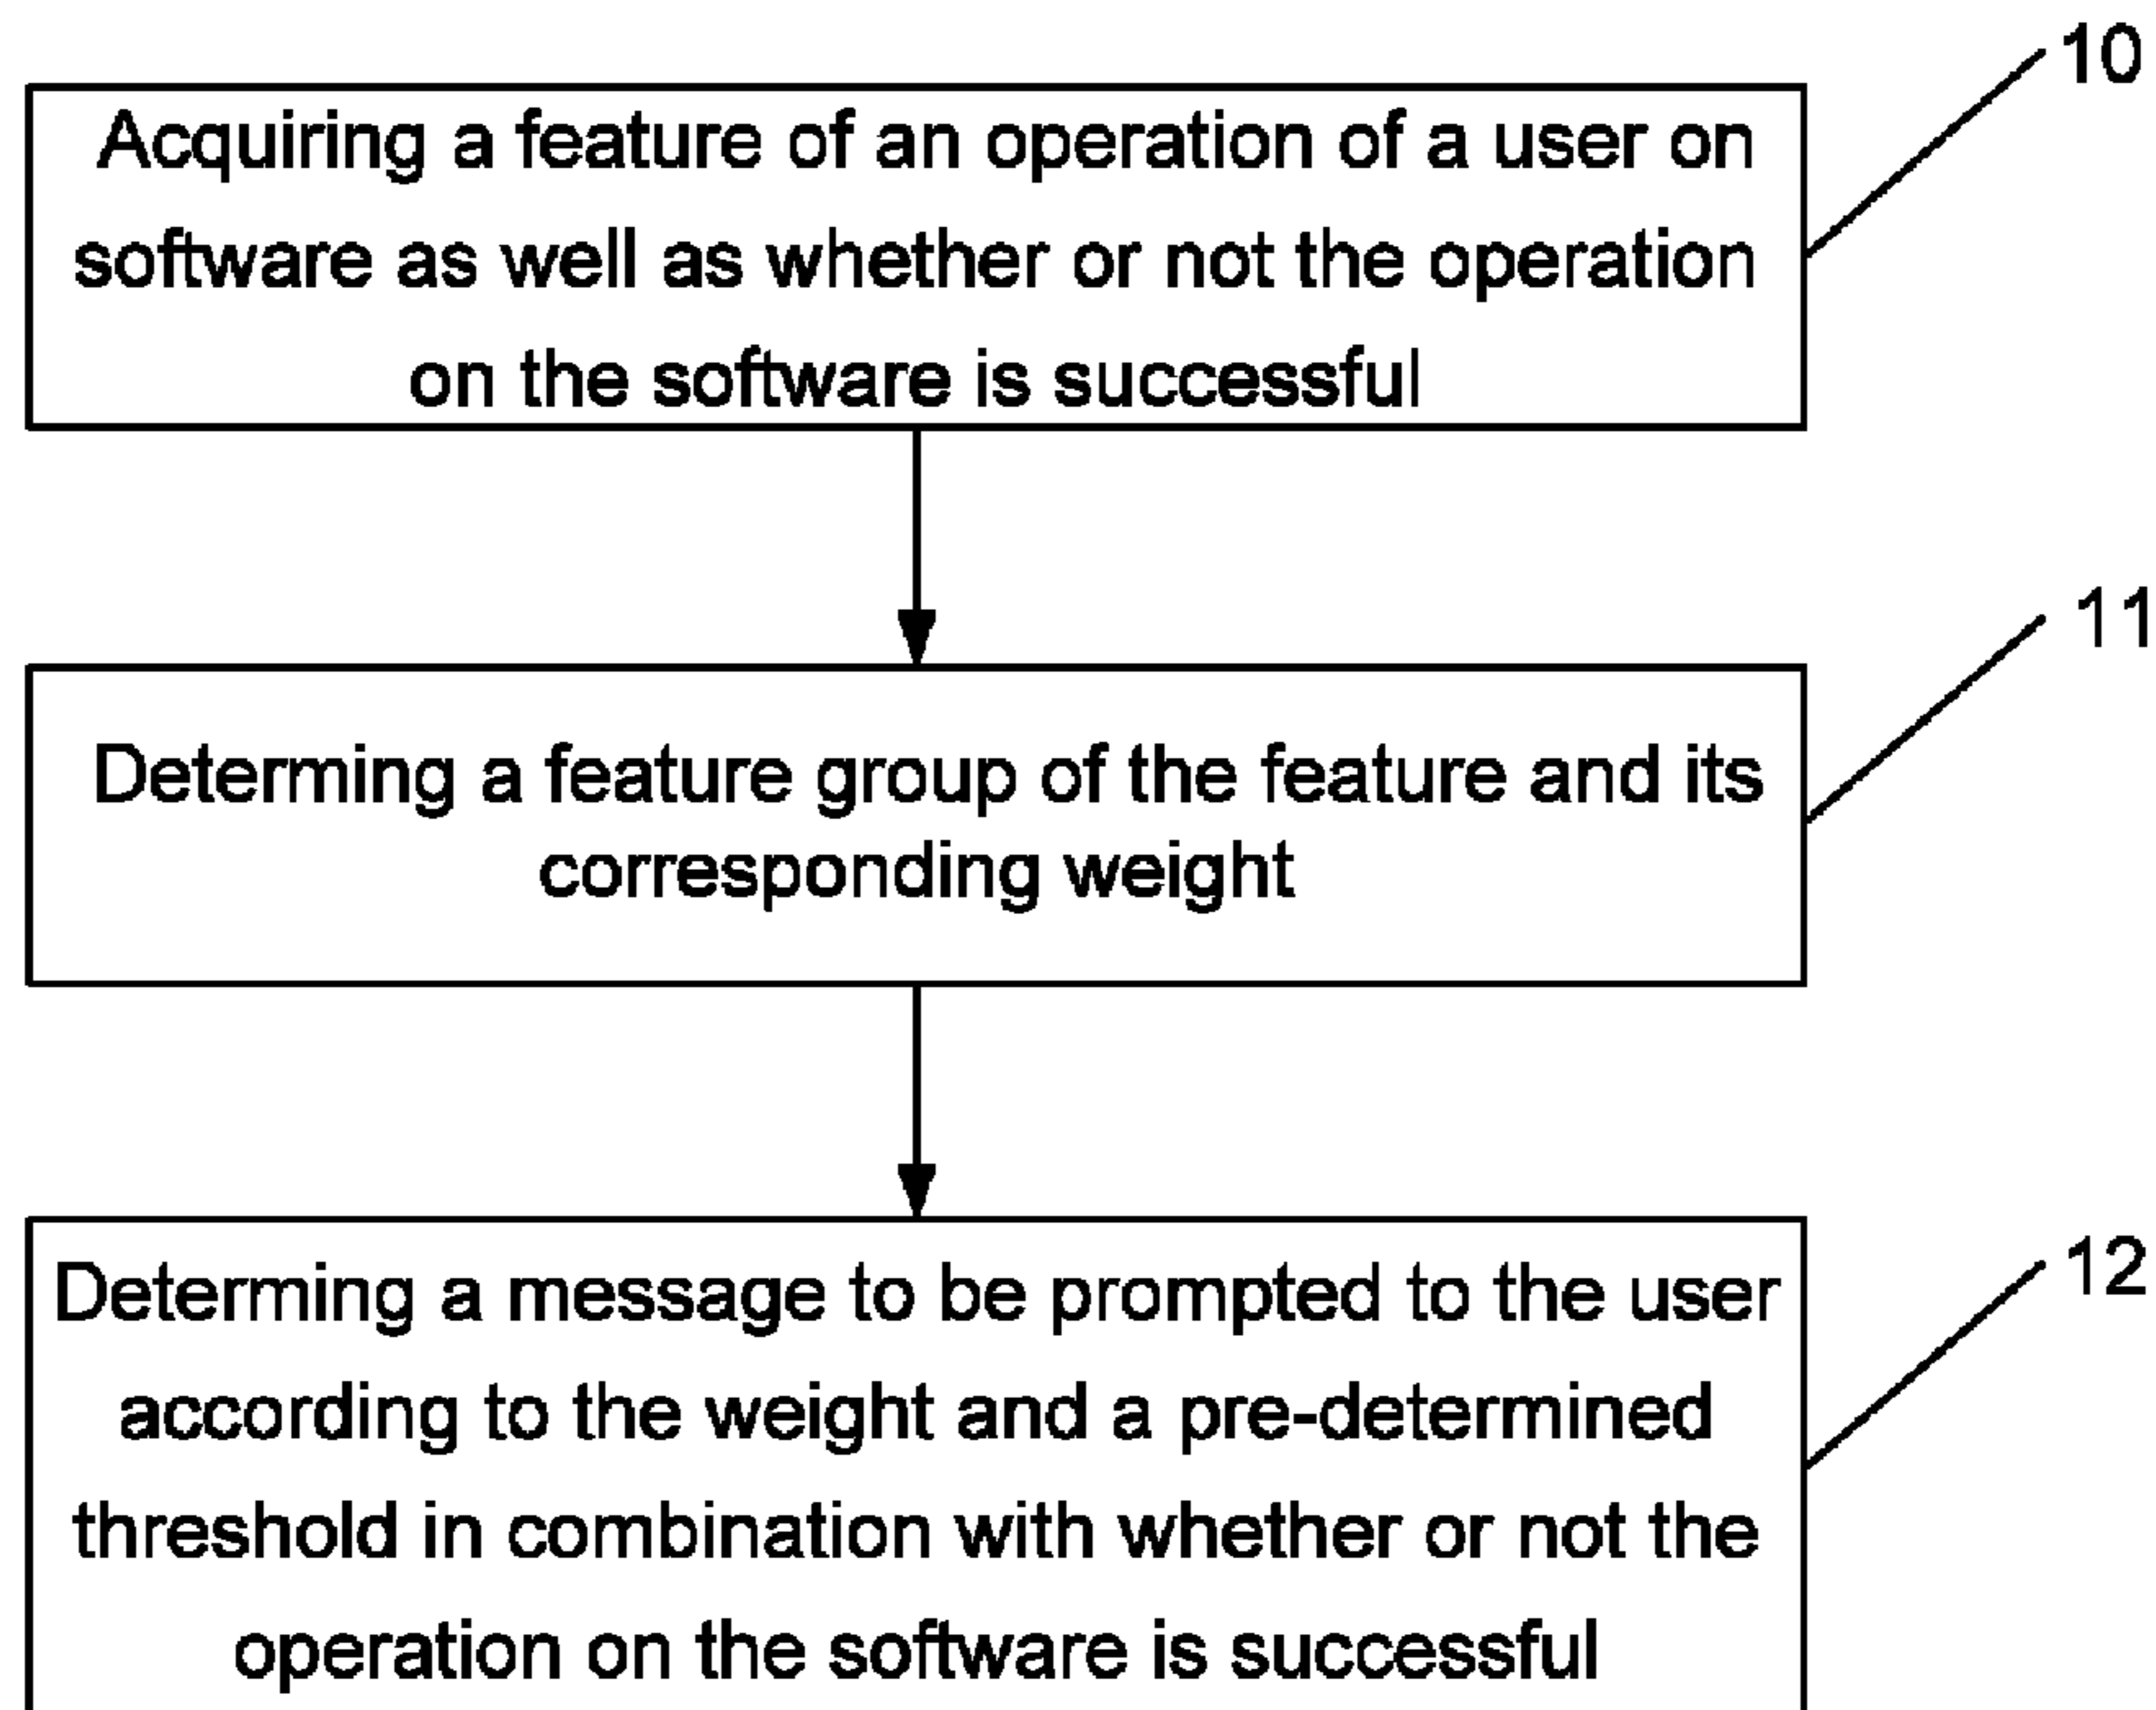 10
Acquiring a feature of an operation of a user on
software as well as whether or not the operation
on the software is successful
11
Determing a feature group of the feature and its
corresponding weight
12
Determing a message to be prompted to the user
according to the weight and a pre-determined
threshold in combination with whether or not the
operation on the software is successful